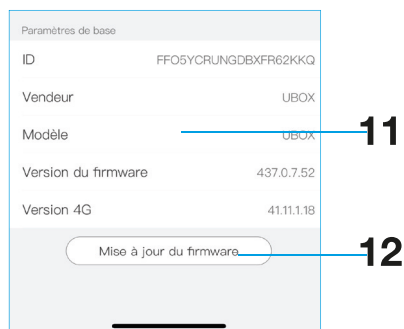 Paramètres de base
ID FFO5YCRUNGDBXFR62KKQ
Vendeur UBOX
Modèle UBOX 11
Version du firmware 437.0.7.52
Version 4G 41.11.1.18
Mise à jour du firmware 12